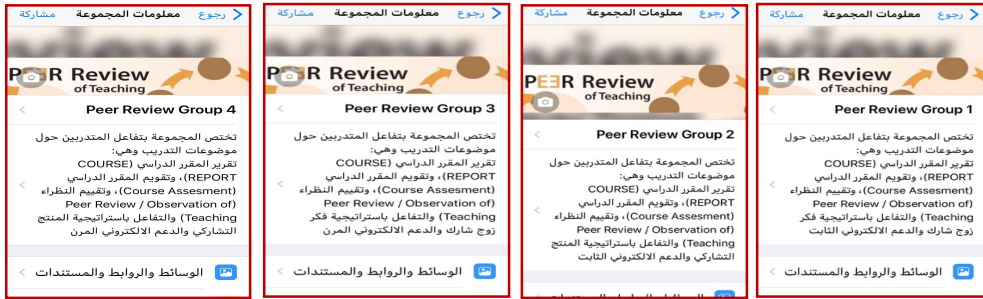 رجوع معلومات المجموعة مشاركة
PEER Review
of Teaching
Peer Review Group 1
تختص المجموعة بتفاعل المتدربين حول
موضوعات التدريب وهي:
تقرير المقرر الدراسي (COURSE
REPORT)، وتقويم المقرر الدراسي
(Course Assesment)، وتقييم النظراء
(Peer Review / Observation of
Teaching) والتفاعل باستراتيجية فكر
زوج شارك والدعم الالكتروني الثابت
الوسائط والروابط والمستندات
رجوع معلومات المجموعة مشاركة
PEER Review
of Teaching
Peer Review Group 2
تختص المجموعة بتفاعل المتدربين حول
موضوعات التدريب وهي:
تقرير المقرر الدراسي (COURSE
REPORT)، وتقويم المقرر الدراسي
(Course Assesment)، وتقييم النظراء
(Peer Review / Observation of
Teaching) والتفاعل باستراتيجية المنتج
التشاركي والدعم الالكتروني الثابت
رجوع معلومات المجموعة مشاركة
PEER Review
of Teaching
Peer Review Group 3
تختص المجموعة بتفاعل المتدربين حول
موضوعات التدريب وهي:
تقرير المقرر الدراسي (COURSE
REPORT)، وتقويم المقرر الدراسي
(Course Assesment)، وتقييم النظراء
(Peer Review / Observation of
Teaching) والتفاعل باستراتيجية فكر
زوج شارك والدعم الالكتروني المرن
الوسائط والروابط والمستندات
رجوع معلومات المجموعة مشاركة
PEER Review
of Teaching
Peer Review Group 4
تختص المجموعة بتفاعل المتدربين حول
موضوعات التدريب وهي:
تقرير المقرر الدراسي (COURSE
REPORT)، وتقويم المقرر الدراسي
(Course Assesment)، وتقييم النظراء
(Peer Review / Observation of
Teaching) والتفاعل باستراتيجية المنتج
التشاركي والدعم الالكتروني المرن
الوسائط والروابط والمستندات